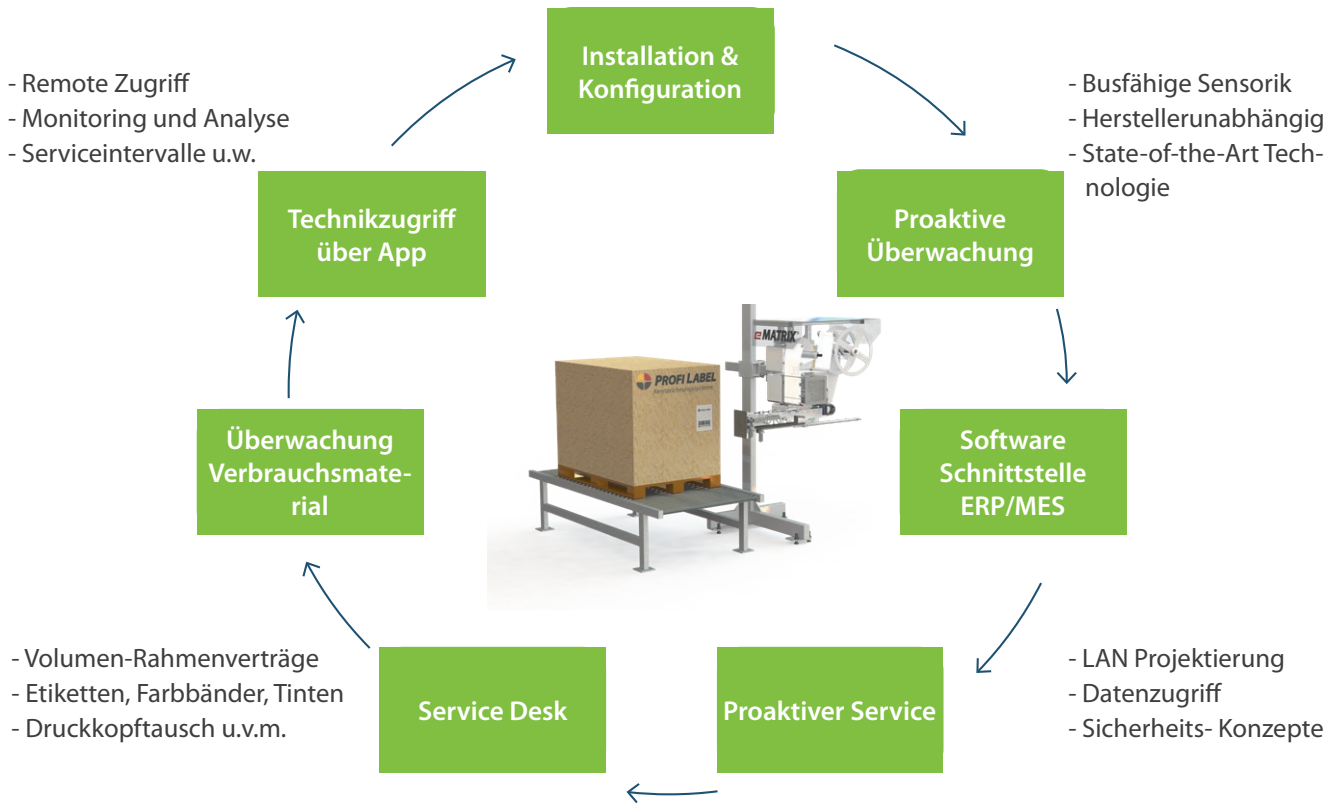 Installation &
Konfiguration
- Remote Zugriff
- Monitoring und Analyse
- Serviceintervalle u.w.
- Busfähige Sensorik
- Herstellerunabhängig
- State-of-the-Art Tech-
nologie
Technikzugriff
über App
Proaktive
Überwachung
eMATRIX
PROFI LABEL
Überwachung
Verbrauchsmate-
rial
Software
Schnittstelle
ERP/MES
- Volumen-Rahmenverträge
- Etiketten, Farbbänder, Tinten
- Druckkopftausch u.v.m.
Service Desk
Proaktiver Service
- LAN Projektierung
- Datenzugriff
- Sicherheits- Konzepte